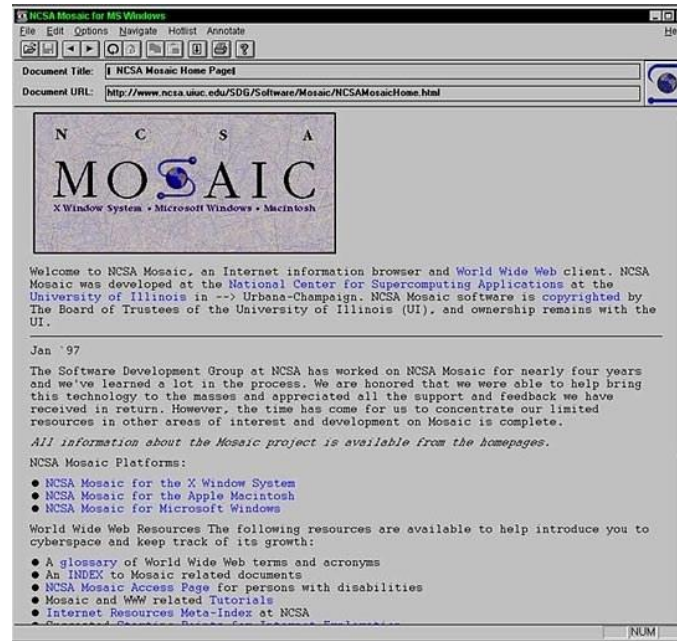 NCSA Mosaic for MS Windows
File Edit Options Navigate Hotlist Annotate He
Document Title: NCSA Mosaic Home Page
Document URL: http://www.ncsa.uiuc.edu/SDG/Software/Mosaic/NCSAMosaicHome.html
N C S A
MOSAIC
X Window System • Microsoft Windows • Macintosh
Welcome to NCSA Mosaic, an Internet information browser and World Wide Web client. NCSA
Mosaic was developed at the National Center for Supercomputing Applications at the
University of Illinois in --> Urbana-Champaign. NCSA Mosaic software is copyrighted by
The Board of Trustees of the University of Illinois (UI), and ownership remains with the
UI.
Jan `97
The Software Development Group at NCSA has worked on NCSA Mosaic for nearly four years
and we've learned a lot in the process. We are honored that we were able to help bring
this technology to the masses and appreciated all the support and feedback we have
received in return. However, the time has come for us to concentrate our limited
resources in other areas of interest and development on Mosaic is complete.
All information about the Mosaic project is available from the homepages.
NCSA Mosaic Platforms:
● NCSA Mosaic for the X Window System
● NCSA Mosaic for the Apple Macintosh
● NCSA Mosaic for Microsoft Windows
World Wide Web Resources The following resources are available to help introduce you to
cyberspace and keep track of its growth:
● A glossary of World Wide Web terms and acronyms
● An INDEX to Mosaic related documents
● NCSA Mosaic Access Page for persons with disabilities
● Mosaic and WWW related Tutorials
● Internet Resources Meta-Index at NCSA
NUM